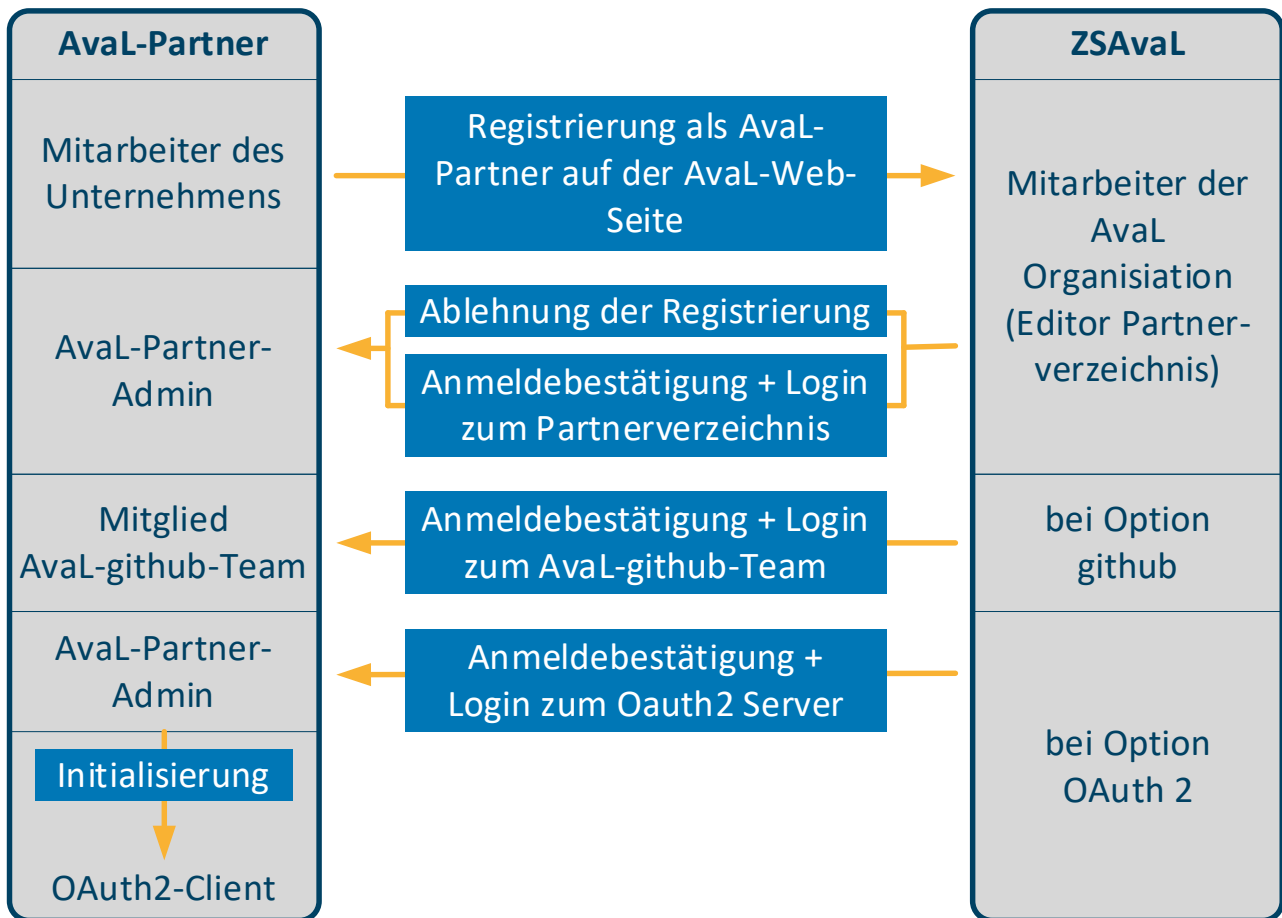 AvaL-Partner
Mitarbeiter des
Unternehmens
AvaL-Partner-
Admin
Mitglied
AvaL-github-Team
AvaL-Partner-
Admin
Initialisierung
OAuth2-Client
Registrierung als AvaL-
Partner auf der AvaL-Web-
Seite
Ablehnung der Registrierung
Anmeldebestätigung + Login
zum Partnerverzeichnis
Anmeldebestätigung + Login
zum AvaL-github-Team
Anmeldebestätigung +
Login zum Oauth2 Server
ZSAvaL
Mitarbeiter der
AvaL
Organisiation
(Editor Partner-
verzeichnis)
bei Option
github
bei Option
OAuth 2